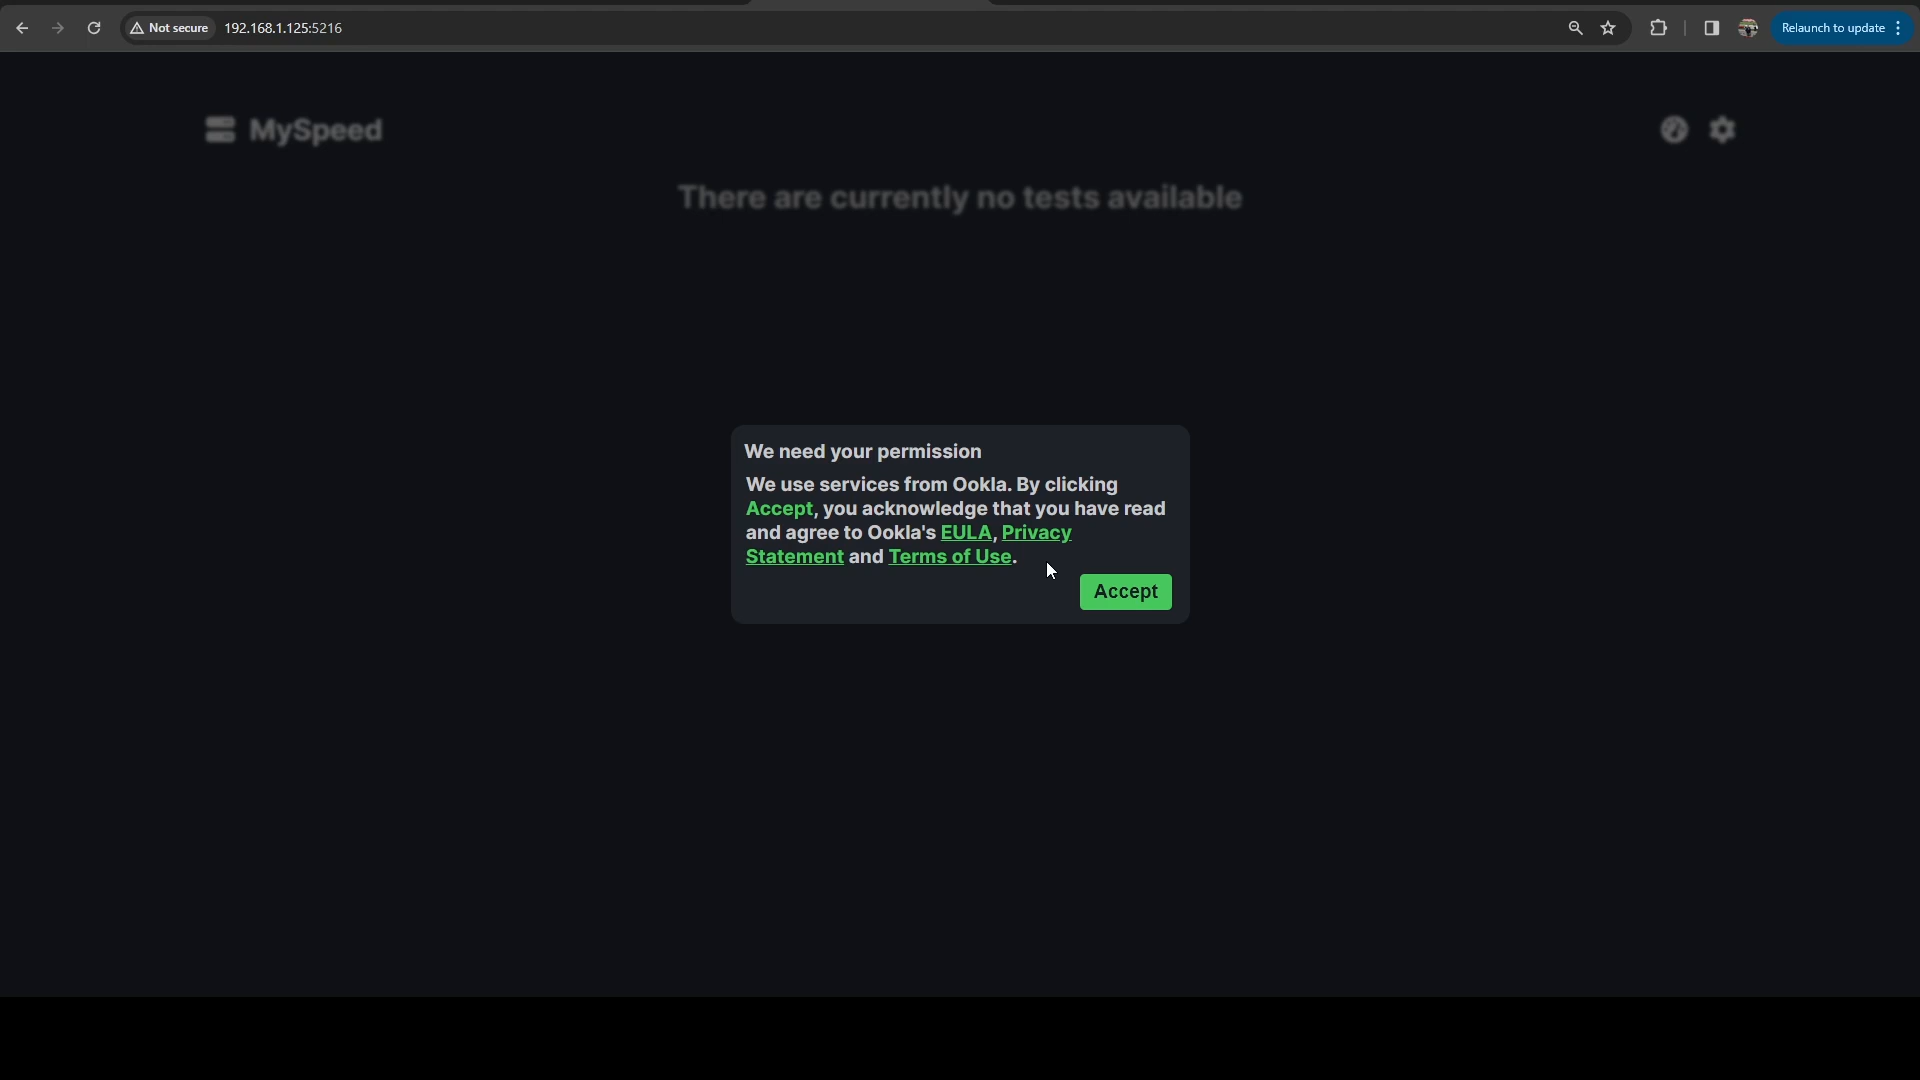 Not secure 192.168.1.125:5216 Relaunch to update
MySpeed
There are currently no tests available
We need your permission
We use services from Ookla. By clicking
Accept, you acknowledge that you have read
and agree to Ookla's EULA, Privacy
Statement and Terms of Use.
Accept